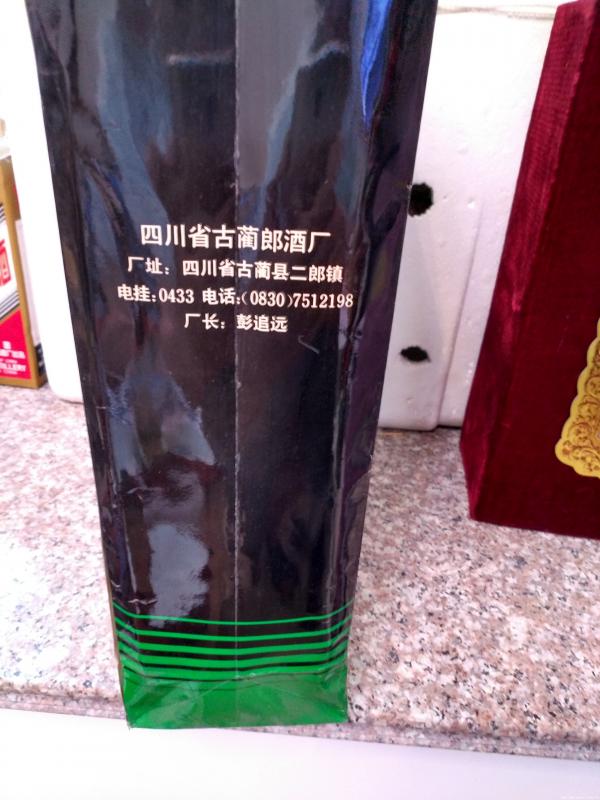 四川省古蔺郎酒厂
厂址：四川省古蔺县二郎镇
电挂：0433 电话：（0830）7512198
厂长：彭追远
酒